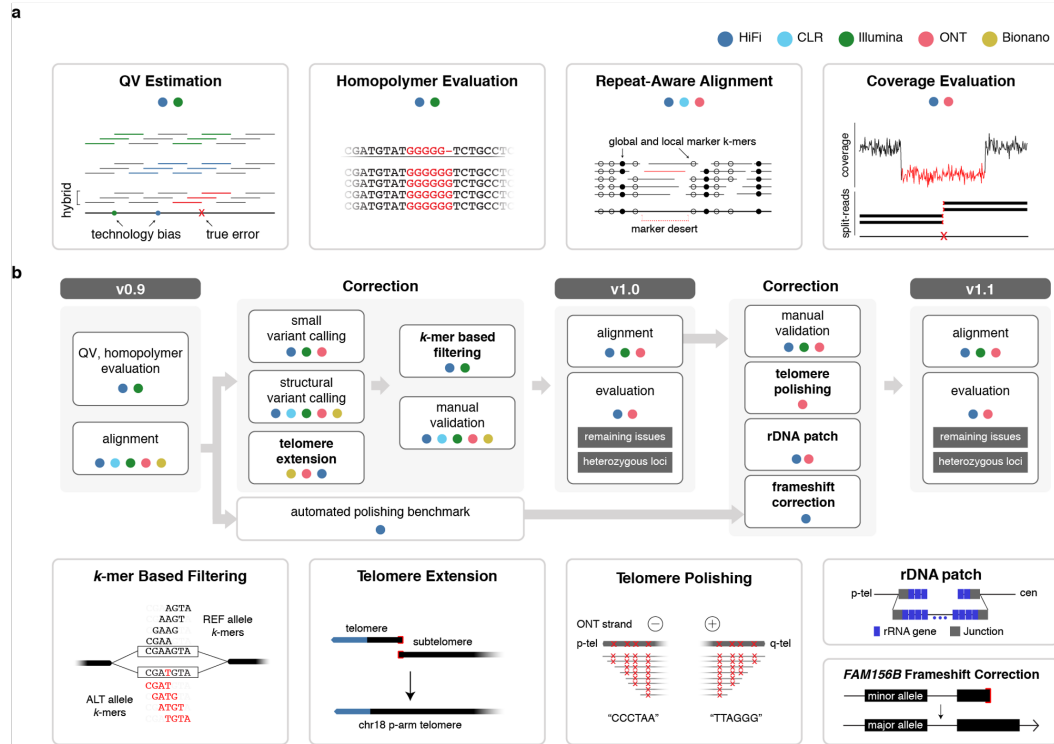 a
HiFi
CLR
Illumina
ONT
Bionano
QV Estimation
hybrid
technology bias
true error
Homopolymer Evaluation
CGATGTATGGGGG-TCTGCCTC
CGATGTATGGGGGGTCTGCCTC
CGATGTATGGGGGGTCTGCCTC
CGATGTATGGGGGGTCTGCCTC
CGATGTATGGGGGGTCTGCCTC
Repeat-Aware Alignment
global and local marker k-mers
marker desert
Coverage Evaluation
coverage
split-reads
b
v0.9
QV, homopolymer
evaluation
alignment
Correction
small
variant calling
structural
variant calling
telomere
extension
k-mer based
filtering
manual
validation
automated polishing benchmark
v1.0
alignment
evaluation
remaining issues
heterozygous loci
Correction
manual
validation
telomere
polishing
rDNA patch
frameshift
correction
v1.1
alignment
evaluation
remaining issues
heterozygous loci
k-mer Based Filtering
AGTA
AAGT
GAAG
CGAA
REF allele
k-mers
CGAAGTA
CGATGTA
ALT allele
k-mers
CGAT
GATG
ATGT
TGTA
Telomere Extension
telomere
subtelomere
chr18 p-arm telomere
Telomere Polishing
ONT strand
−
+
p-tel
q-tel
“CCCTAA”
“TTAGGG”
rDNA patch
p-tel
cen
rRNA gene
Junction
FAM156B Frameshift Correction
minor allele
major allele